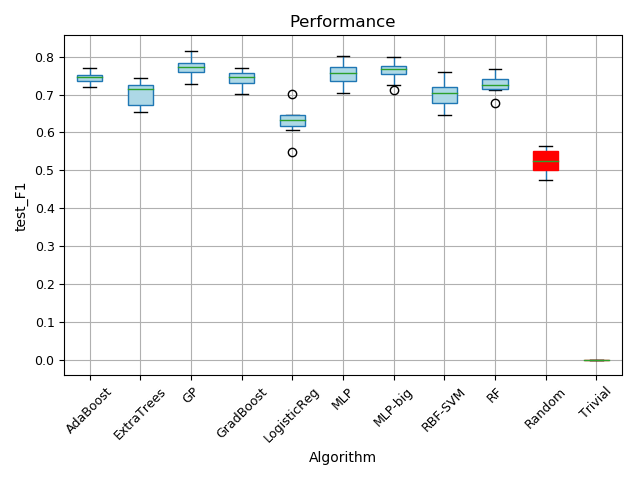 Performance
test_F1
0.8
0.7
0.6
0.5
0.4
0.3
0.2
0.1
0.0
AdaBoost
ExtraTrees
GP
GradBoost
LogisticReg
MLP
MLP-big
RBF-SVM
RF
Random
Trivial
Algorithm